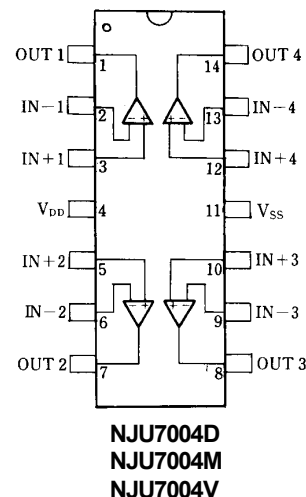 OUT 1 1 14 OUT 4
IN−1 2 13 IN−4
IN+1 3 12 IN+4
VDD 4 11 VSS
IN+2 5 10 IN+3
IN−2 6 9 IN−3
OUT 2 7 8 OUT 3
NJU7004D
NJU7004M
NJU7004V